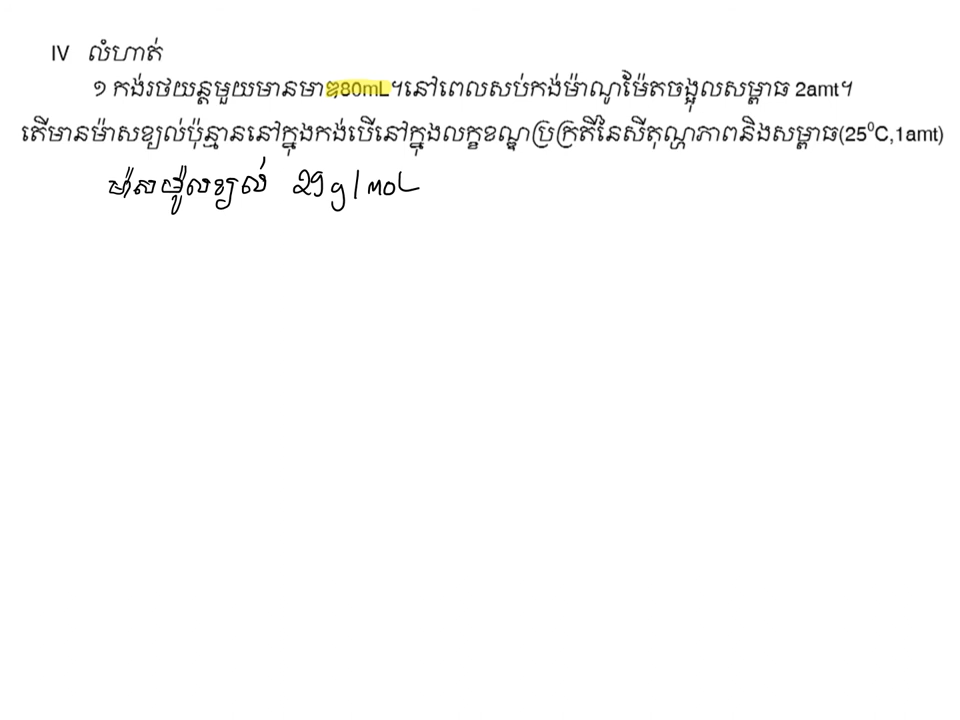 IV លំហាត់
១ កង់រថយន្តមួយមានមាឌ80mL។នៅពេលសប់កង់ម៉ាណូម៉ែតចង្អុលសម្ពាធ 2amt។
តើមានម៉ាសខ្យល់ប៉ុន្មាននៅក្នុងកង់បើនៅក្នុងលក្ខខណ្ឌប្រក្រតីនៃសីតុណ្ហភាពនិងសម្ពាធ(25⁰C,1amt)
ម៉ាសម៉ូលខ្យល់ 29g/moL